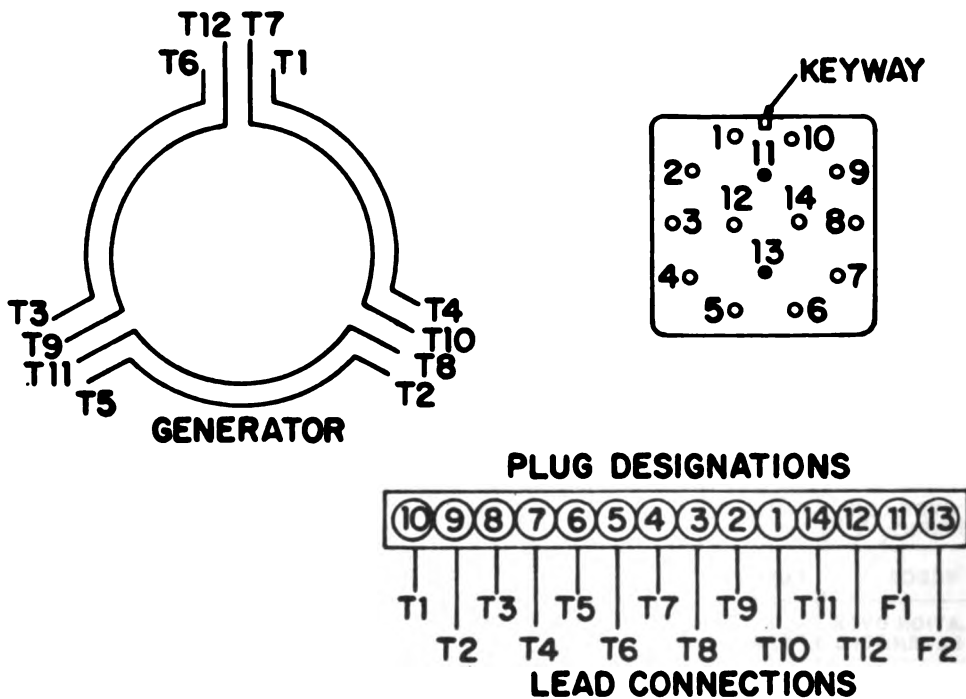 T12 T7
T6 T1
T3 T4
T9 T10
T11 T8
T5 T2
GENERATOR
KEYWAY
1 10
11
2 9
12 14
3 8
13
4 7
5 6
PLUG DESIGNATIONS
10 9 8 7 6 5 4 3 2 1 14 12 11 13
T1 T3 T5 T7 T9 T11 F1
T2 T4 T6 T8 T10 T12 F2
LEAD CONNECTIONS